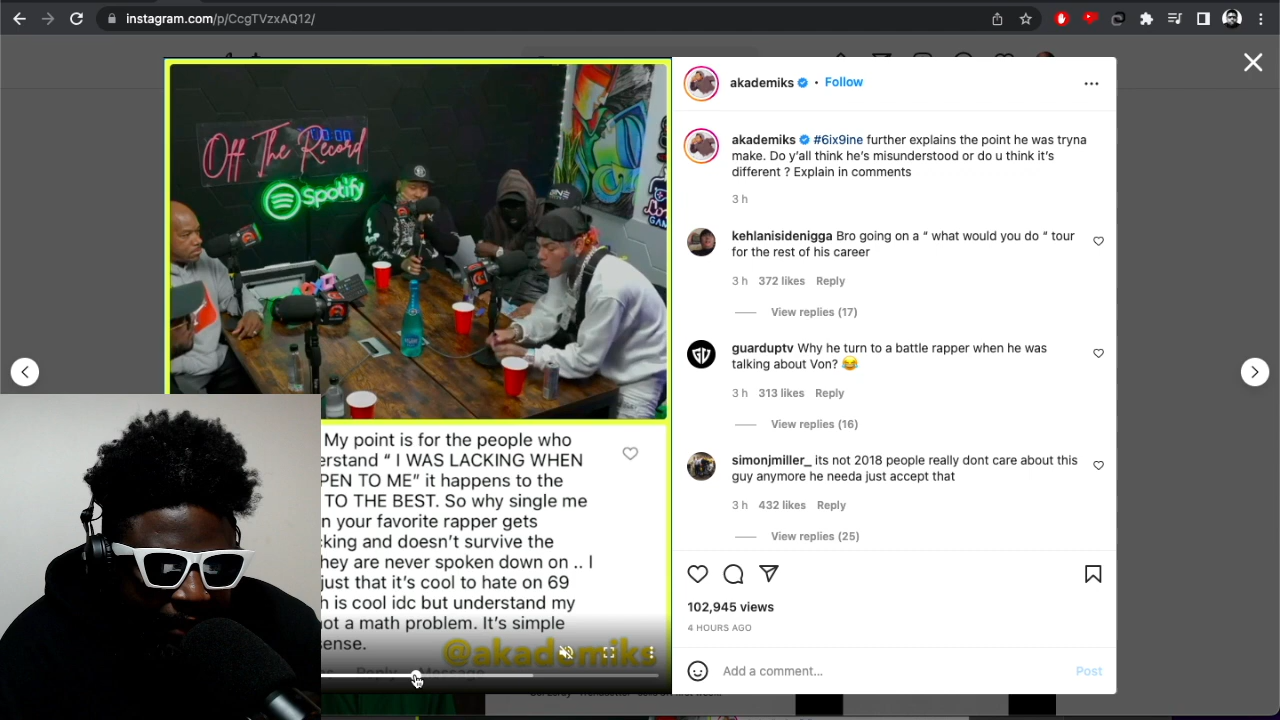 instagram.com/p/CcgTVzxAQ12/
Off The Record
00:00
Spotify
My point is for the people who
erstand “ I WAS LACKING WHEN
PEN TO ME” it happens to the
TO THE BEST. So why single me
n your favorite rapper gets
cking and doesn’t survive the
hey are never spoken down on .. I
just that it’s cool to hate on 69
h is cool idc but understand my
ot a math problem. It’s simple
sense.
Reply
Message
@akademiks
akademiks • Follow
akademiks #6ix9ine further explains the point he was tryna
make. Do y’all think he’s misunderstood or do u think it’s
different ? Explain in comments
3 h
kehlanisidenigga Bro going on a “ what would you do “ tour
for the rest of his career
3 h 372 likes Reply
View replies (17)
guarduptv Why he turn to a battle rapper when he was
talking about Von? 😂
3 h 313 likes Reply
View replies (16)
simonjmiller_ its not 2018 people really dont care about this
guy anymore he needa just accept that
3 h 432 likes Reply
View replies (25)
102,945 views
4 HOURS AGO
Add a comment...
Post